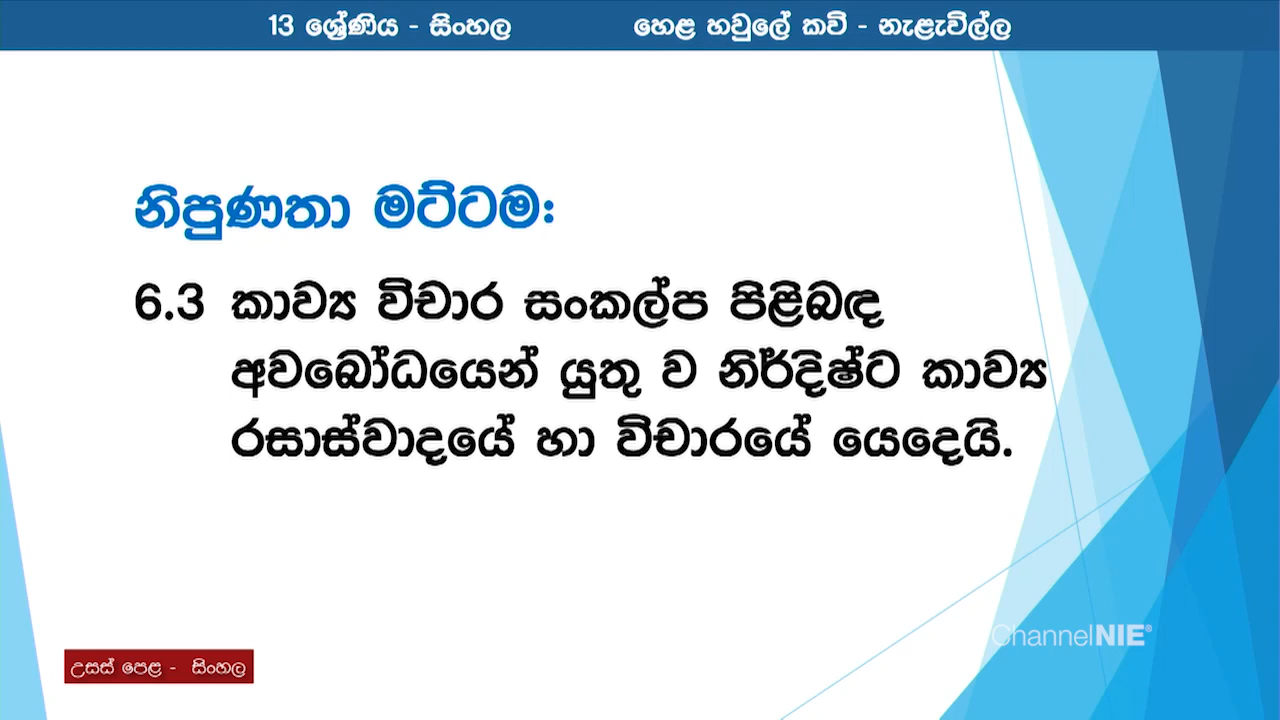 13 ශ්‍රේණිය - සිංහල හෙළ හවුලේ කවි - නැළැවිල්ල
නිපුණතා මට්ටම:
6.3 කාව්‍ය විචාර සංකල්ප පිළිබඳ
අවබෝධයෙන් යුතු ව නිර්දිෂ්ට කාව්‍ය
රසාස්වාදයේ හා විචාරයේ යෙදෙයි.
ChannelNIE®
උසස් පෙළ - සිංහල